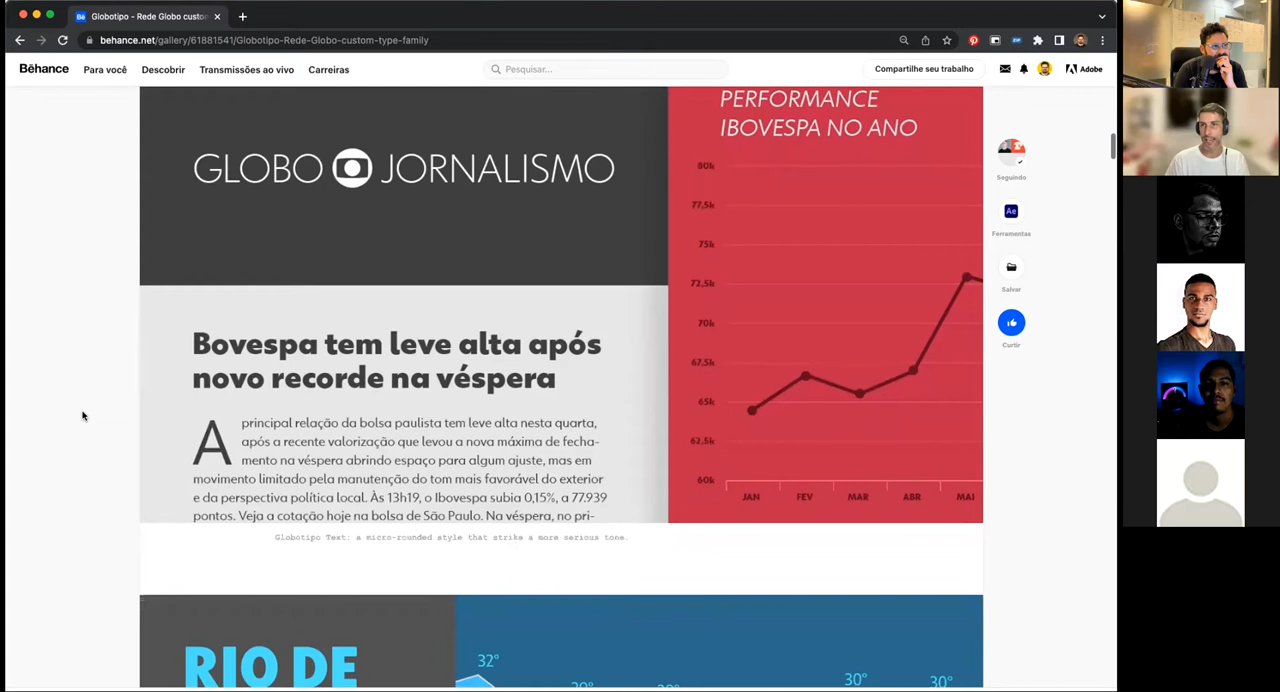 Globotipo - Rede Globo custo
behance.net/gallery/61881541/Globotipo-Rede-Globo-custom-type-family
Bēhance
Para você
Descobrir
Transmissões ao vivo
Carreiras
Pesquisar...
Compartilhe seu trabalho
Adobe
GLOBO JORNALISMO
PERFORMANCE
IBOVESPA NO ANO
80k
77,5k
75k
72,5k
70k
67,5k
65k
62,5k
60k
JAN
FEV
MAR
ABR
MAI
Seguindo
Ae
Ferramentas
Salvar
Curtir
Bovespa tem leve alta após
novo recorde na véspera
A principal relação da bolsa paulista tem leve alta nesta quarta,
após a recente valorização que levou a nova máxima de fecha-
mento na véspera abrindo espaço para algum ajuste, mas em
movimento limitado pela manutenção do tom mais favorável do exterior
e da perspectiva política local. Às 13h19, o Ibovespa subia 0,15%, a 77.939
pontos. Veja a cotação hoje na bolsa de São Paulo. Na véspera, no pri-
Globotipo Text: a micro-rounded style that strike a more serious tone.
RIO DE
32°
30°
30°